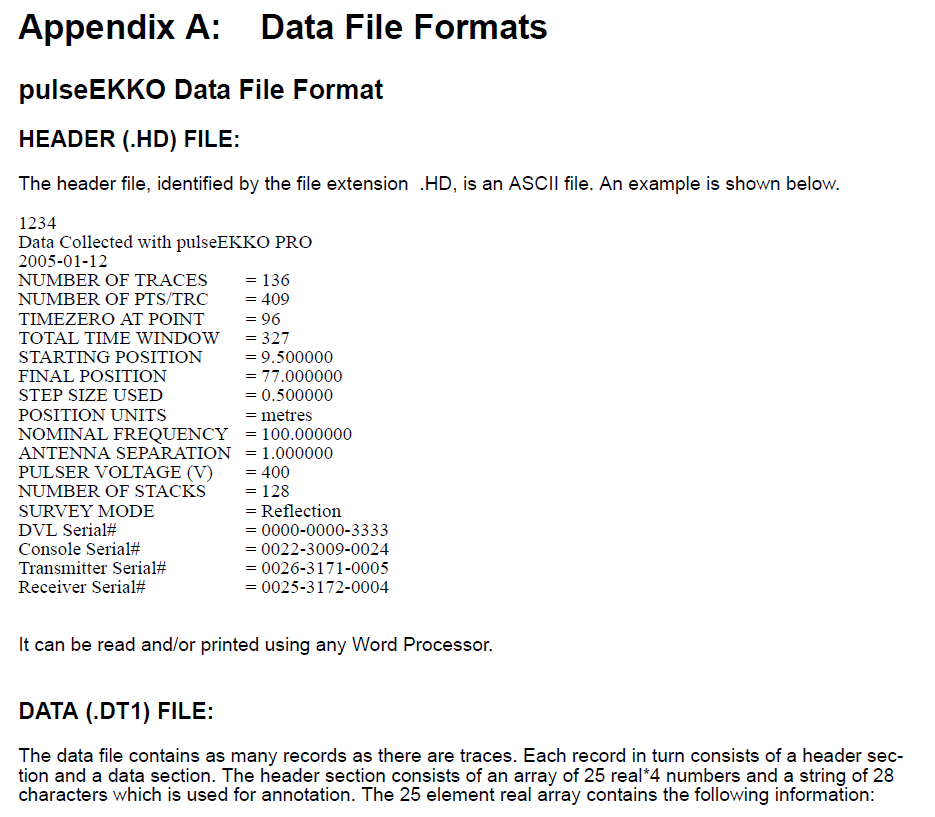 Appendix A: Data File Formats
pulseEKKO Data File Format
HEADER (.HD) FILE:
The header file, identified by the file extension .HD, is an ASCII file. An example is shown below.
1234
Data Collected with pulseEKKO PRO
2005-01-12
NUMBER OF TRACES = 136
NUMBER OF PTS/TRC = 409
TIMEZERO AT POINT = 96
TOTAL TIME WINDOW = 327
STARTING POSITION = 9.500000
FINAL POSITION = 77.000000
STEP SIZE USED = 0.500000
POSITION UNITS = metres
NOMINAL FREQUENCY = 100.000000
ANTENNA SEPARATION = 1.000000
PULSER VOLTAGE (V) = 400
NUMBER OF STACKS = 128
SURVEY MODE = Reflection
DVL Serial# = 0000-0000-3333
Console Serial# = 0022-3009-0024
Transmitter Serial# = 0026-3171-0005
Receiver Serial# = 0025-3172-0004
It can be read and/or printed using any Word Processor.
DATA (.DT1) FILE:
The data file contains as many records as there are traces. Each record in turn consists of a header sec-
tion and a data section. The header section consists of an array of 25 real*4 numbers and a string of 28
characters which is used for annotation. The 25 element real array contains the following information: